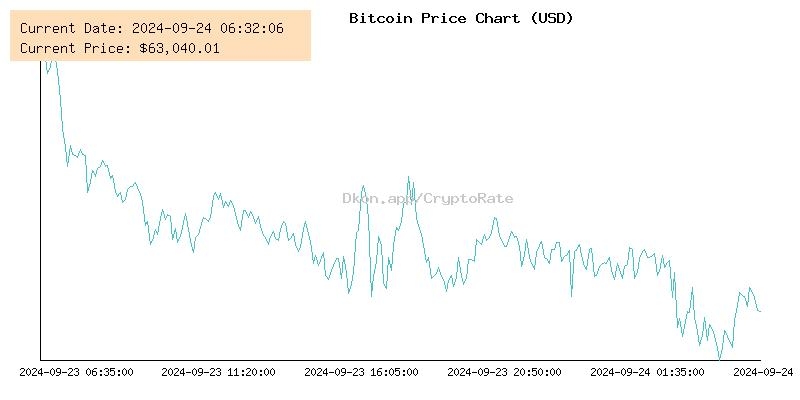 Bitcoin Price Chart (USD)
Current Date: 2024-09-24 06:32:06
Current Price: $63,040.01
Dkon.app/CryptoRate
2024-09-23 06:35:00 2024-09-23 11:20:00 2024-09-23 16:05:00 2024-09-23 20:50:00 2024-09-24 01:35:00 2024-09-24